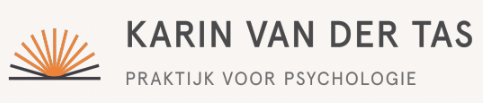 KARIN VAN DER TAS
PRAKTIJK VOOR PSYCHOLOGIE